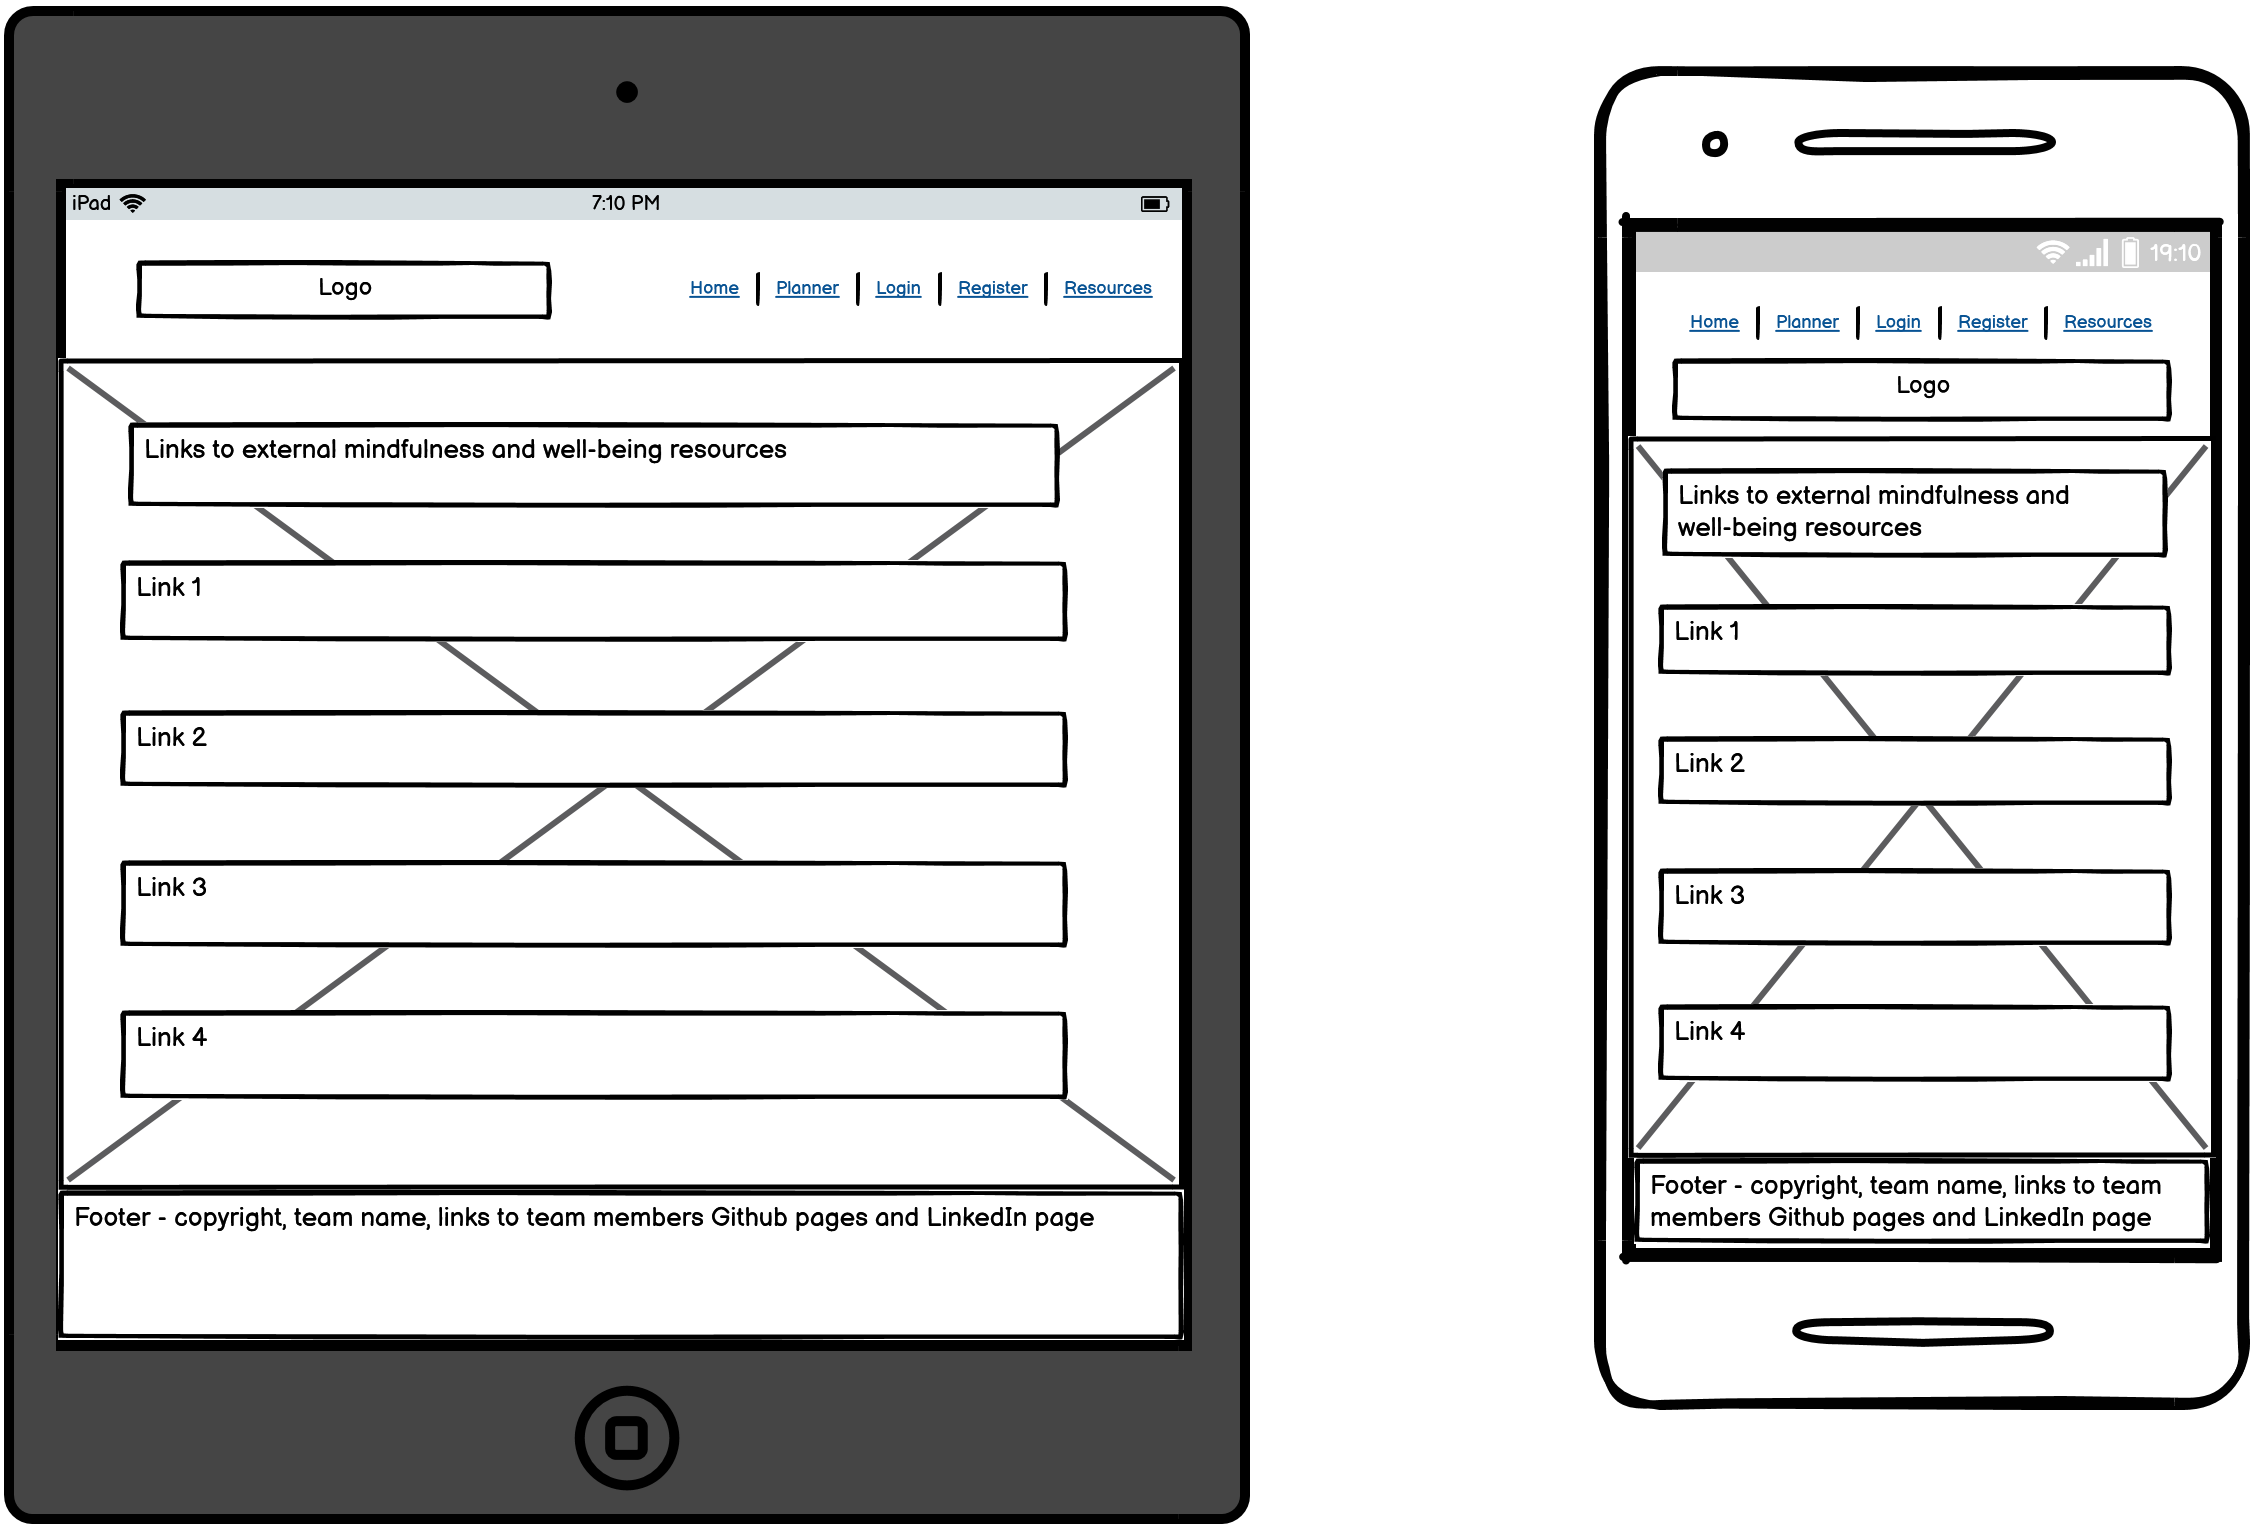 iPad 7:10 PM
Logo
Home Planner Login Register Resources
Links to external mindfulness and well-being resources
Link 1
Link 2
Link 3
Link 4
Footer - copyright, team name, links to team members Github pages and LinkedIn page
19:10
Home Planner Login Register Resources
Logo
Links to external mindfulness and
well-being resources
Link 1
Link 2
Link 3
Link 4
Footer - copyright, team name, links to team
members Github pages and LinkedIn page